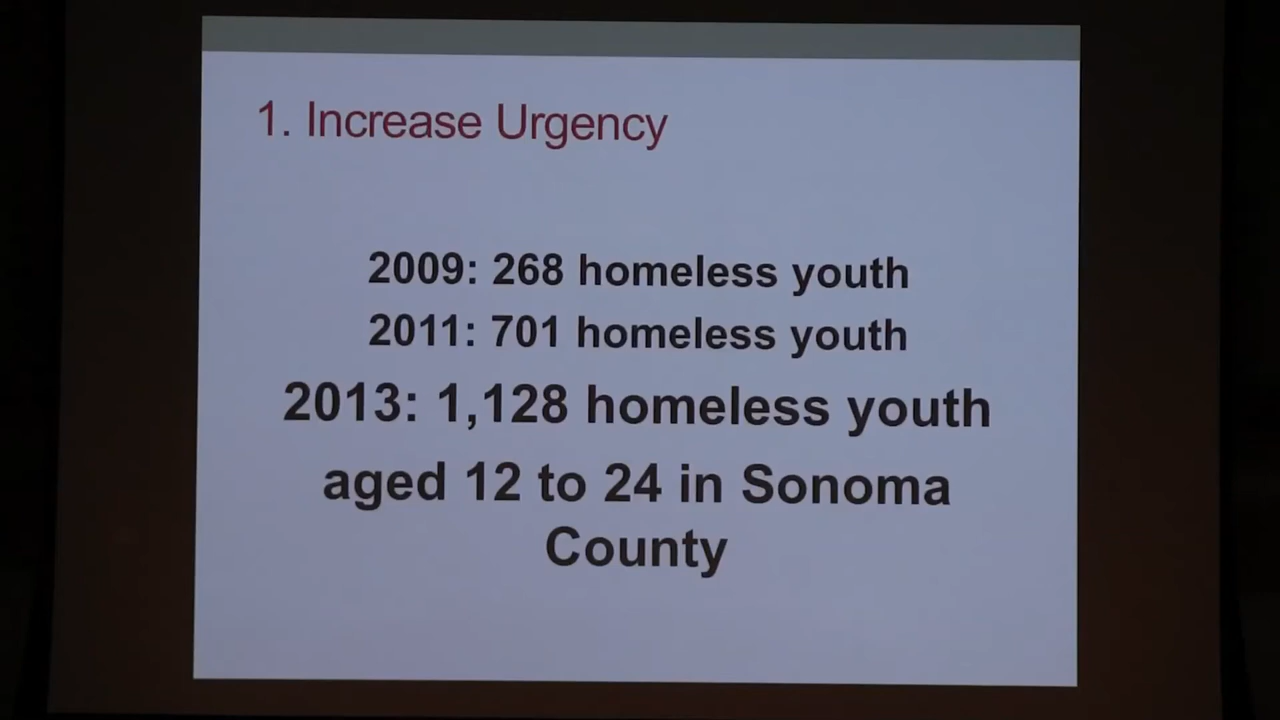 1. Increase Urgency
2009: 268 homeless youth
2011: 701 homeless youth
2013: 1,128 homeless youth
aged 12 to 24 in Sonoma
County